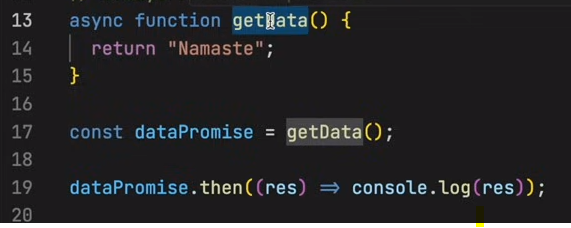 13 async function getData() {
14 return "Namaste";
15 }
16
17 const dataPromise = getData();
18
19 dataPromise.then((res) => console.log(res));
20